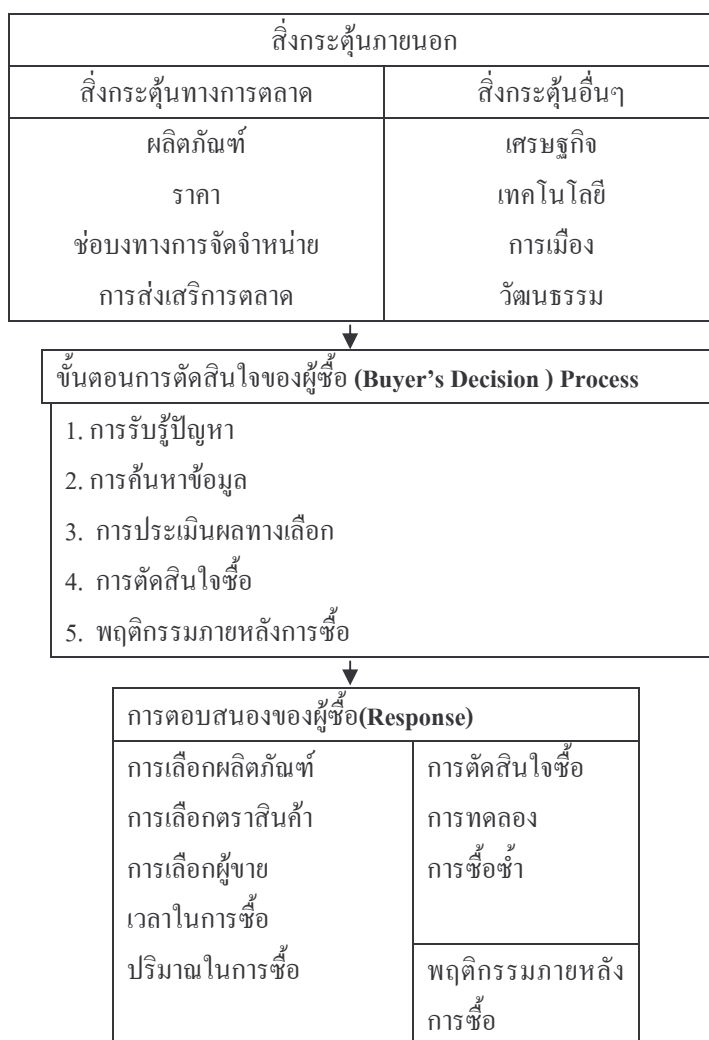 สิ่งกระตุ้นภายนอก
สิ่งกระตุ้นทางการตลาด
ผลิตภัณฑ์
ราคา
ช่อบงทางการจัดจำหน่าย
การส่งเสริการตลาด
สิ่งกระตุ้นอื่นๆ
เศรษฐกิจ
เทคโนโลยี
การเมือง
วัฒนธรรม
ขั้นตอนการตัดสินใจของผู้ซื้อ (Buyer's Decision ) Process
1. การรับรู้ปัญหา
2. การค้นหาข้อมูล
3. การประเมินผลทางเลือก
4. การตัดสินใจซื้อ
5. พฤติกรรมภายหลังการซื้อ
การตอบสนองของผู้ซื้อ(Response)
การเลือกผลิตภัณฑ์
การเลือกตราสินค้า
การเลือกผู้ขาย
เวลาในการซื้อ
ปริมาณในการซื้อ
การตัดสินใจซื้อ
การทดลอง
การซื้อซ้ำ
พฤติกรรมภายหลัง
การซื้อ